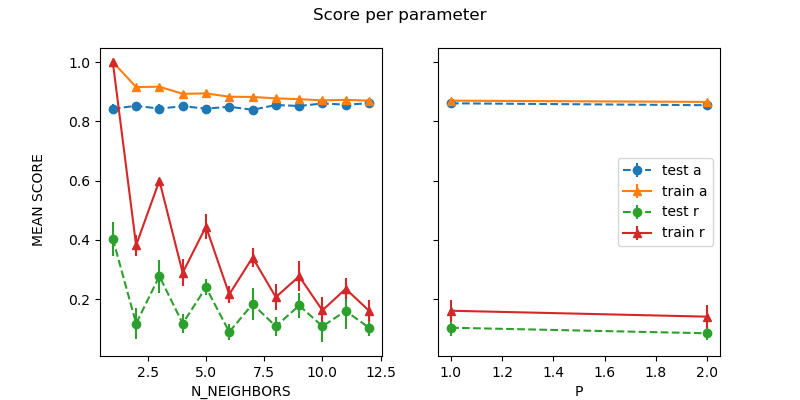 Score per parameter
MEAN SCORE
1.0
0.8
0.6
0.4
0.2
2.5 5.0 7.5 10.0 12.5
N_NEIGHBORS
test a
train a
test r
train r
1.0 1.2 1.4 1.6 1.8 2.0
P